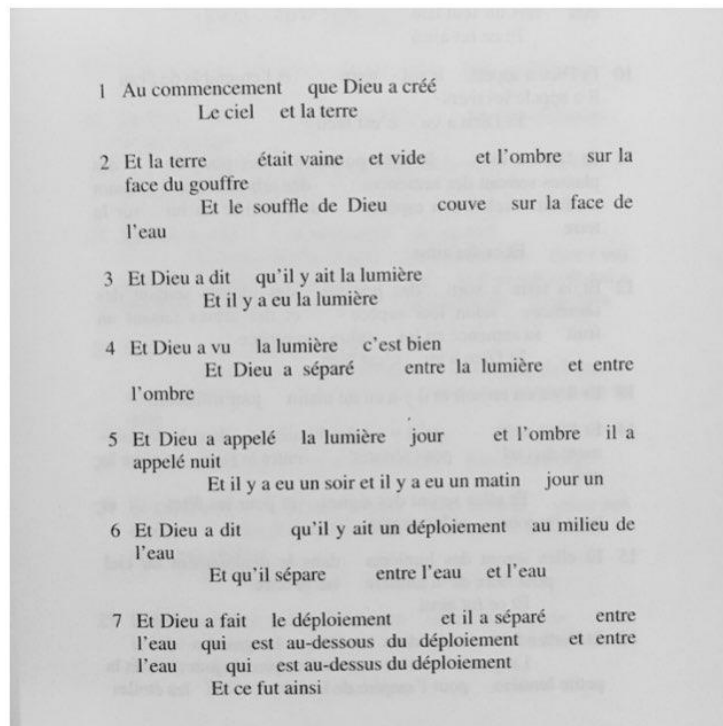 1 Au commencement que Dieu a créé
Le ciel et la terre
2 Et la terre était vaine et vide et l'ombre sur la
face du gouffre
Et le souffle de Dieu couve sur la face de
l'eau
3 Et Dieu a dit qu'il y ait la lumière
Et il y a eu la lumière
4 Et Dieu a vu la lumière c'est bien
Et Dieu a séparé entre la lumière et entre
l'ombre
5 Et Dieu a appelé la lumière jour et l'ombre il a
appelé nuit
Et il y a eu un soir et il y a eu un matin jour un
6 Et Dieu a dit qu'il y ait un déploiement au milieu de
l'eau
Et qu'il sépare entre l'eau et l'eau
7 Et Dieu a fait le déploiement et il a séparé entre
l'eau qui est au-dessous du déploiement et entre
l'eau qui est au-dessus du déploiement
Et ce fut ainsi